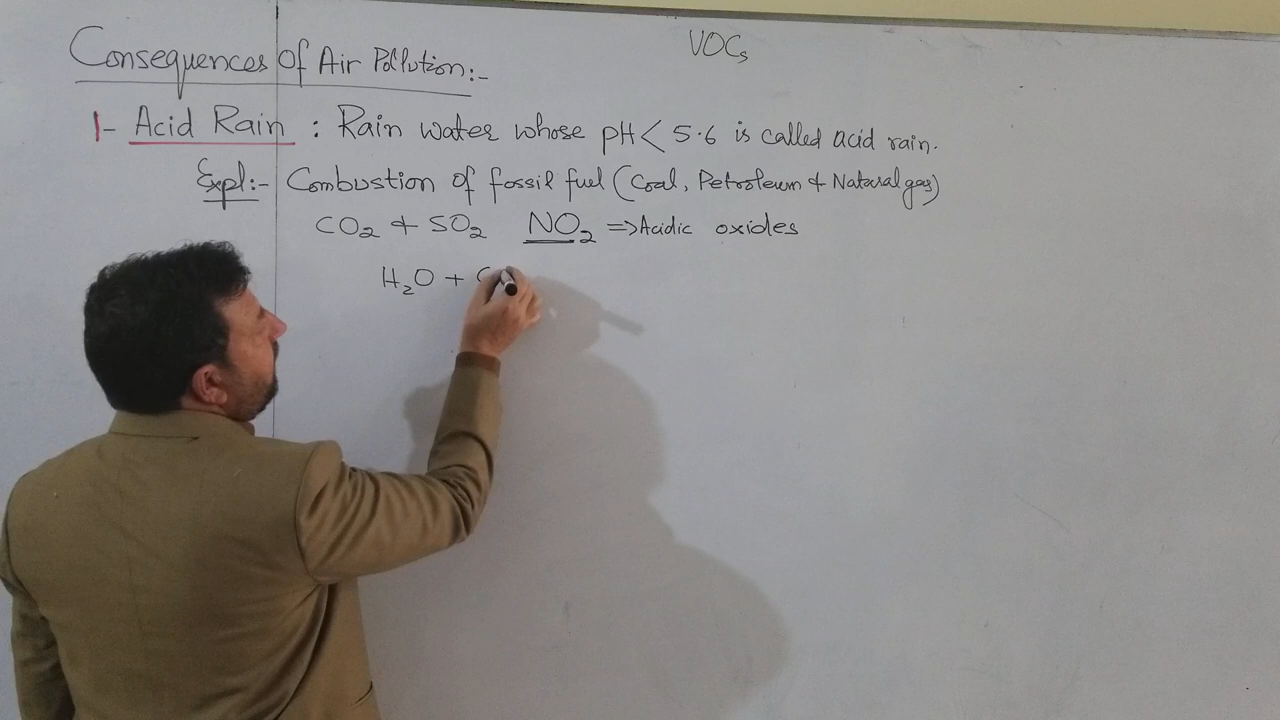 VOCs
Consequences Of Air Pollution:-
1- Acid Rain : Rain water whose pH < 5.6 is called acid rain.
Expl:- Combustion of fossil fuel (Coal, Petroleum & Natural gas)
CO2 + SO2 NO2 => Acidic oxides
H2O + C